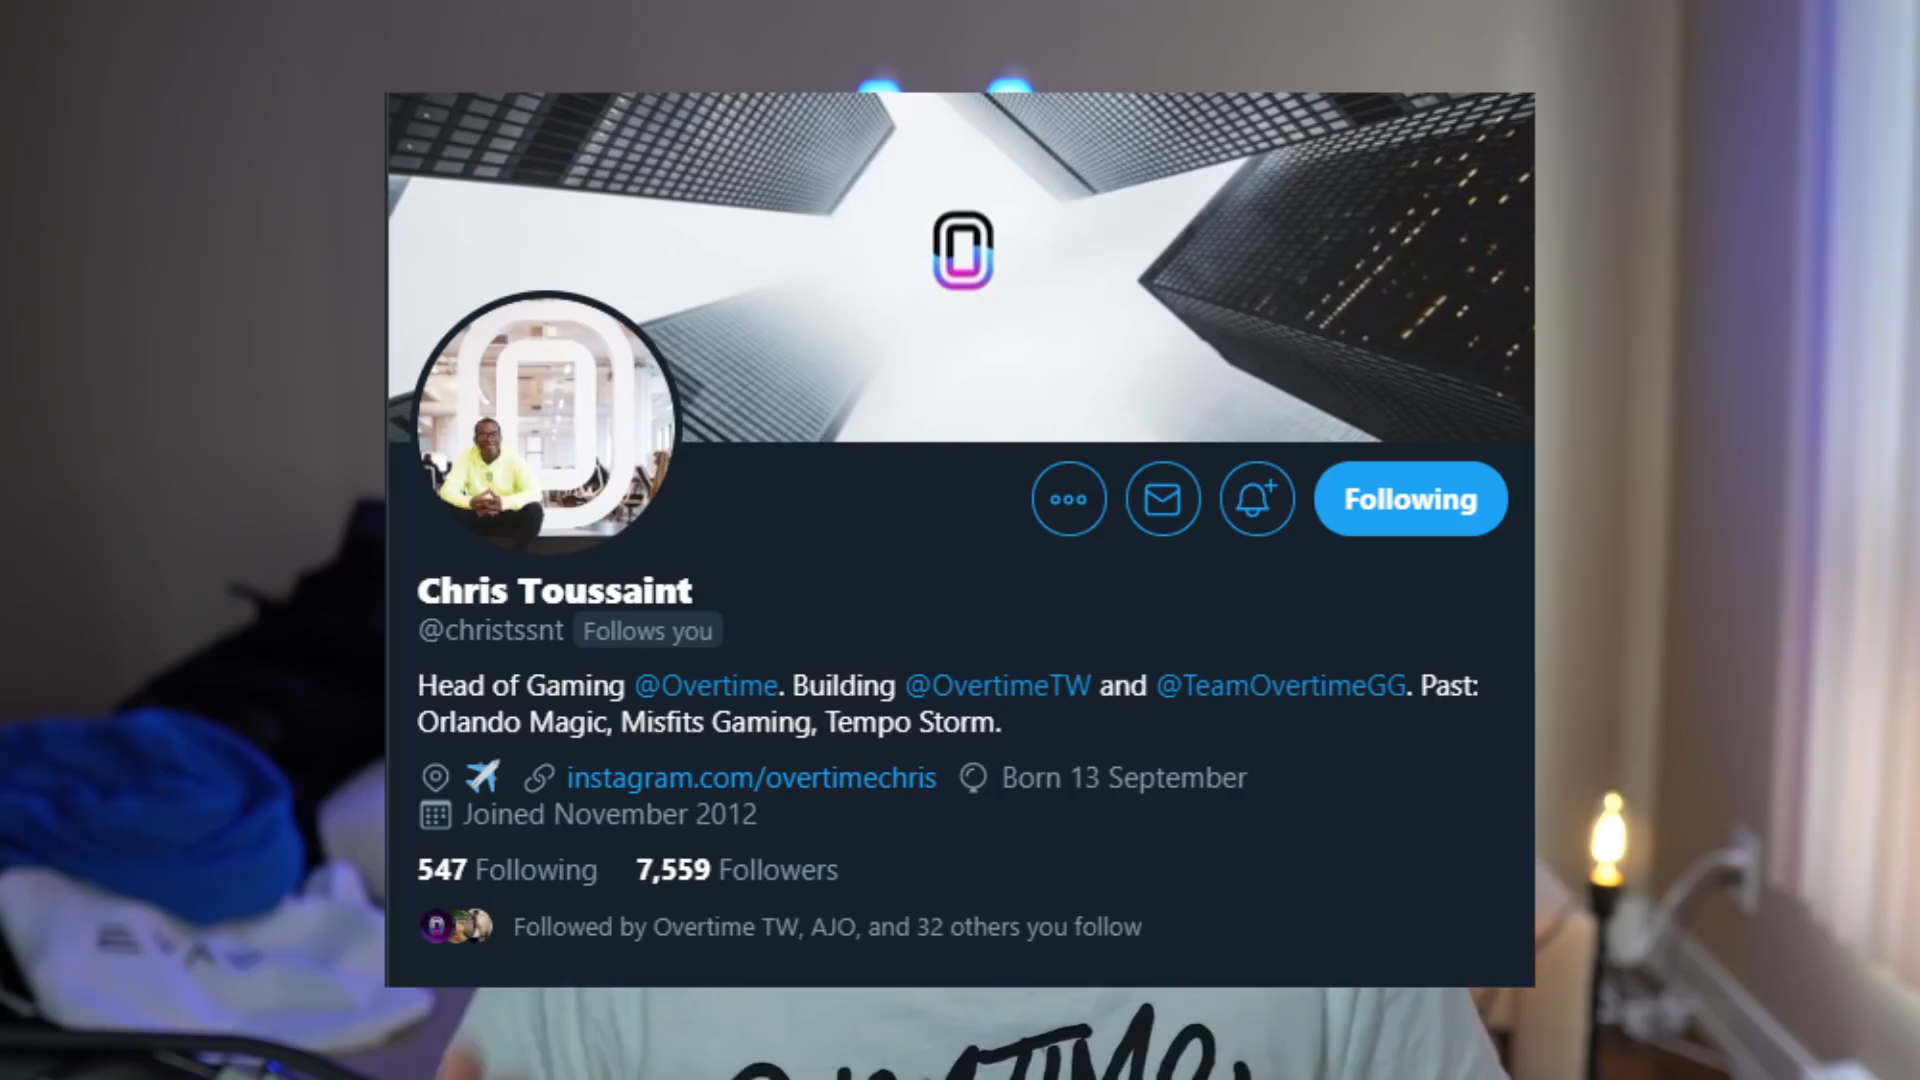 Following
Chris Toussaint
@christssnt Follows you
Head of Gaming @Overtime. Building @OvertimeTW and @TeamOvertimeGG. Past:
Orlando Magic, Misfits Gaming, Tempo Storm.
instagram.com/overtimechris Born 13 September
Joined November 2012
547 Following 7,559 Followers
Followed by Overtime TW, AJO, and 32 others you follow